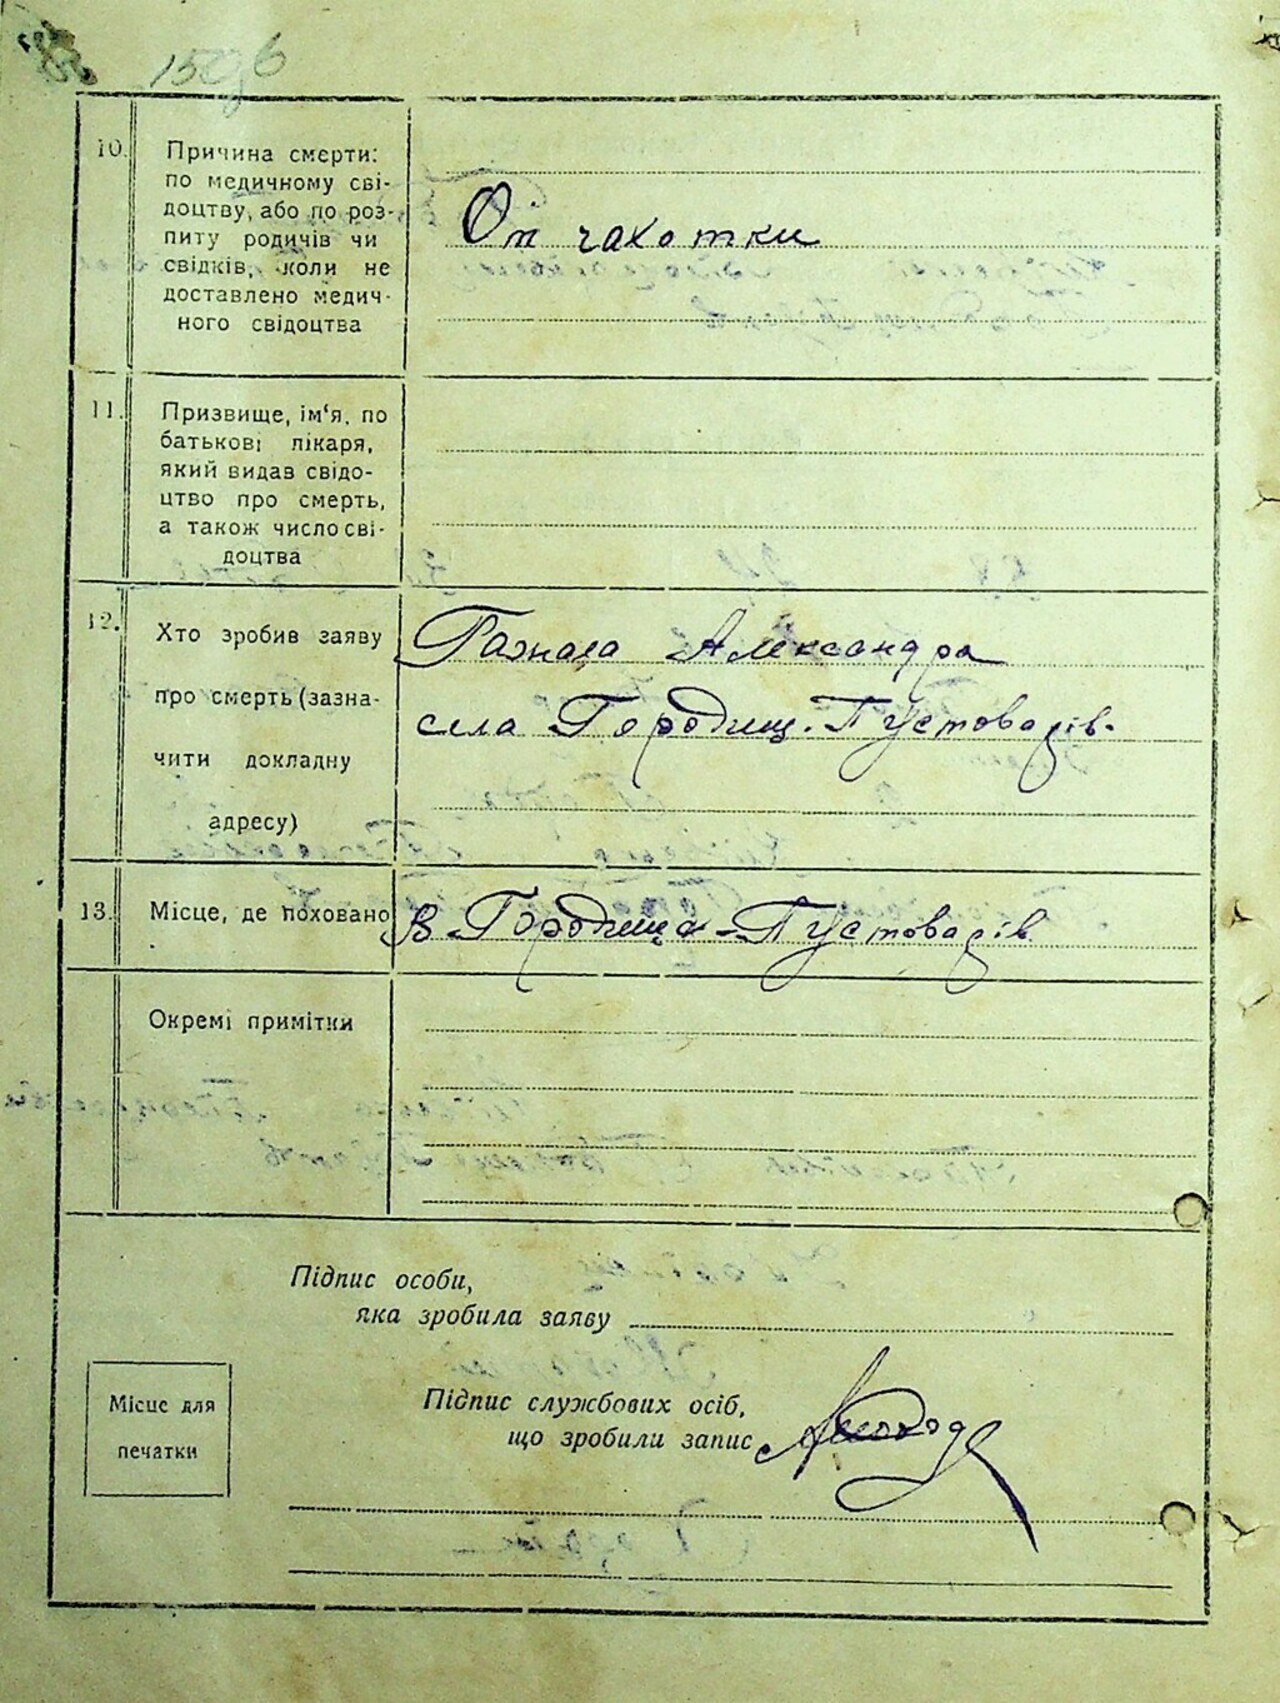 10. Причина смерти:
по медичному сві-
доцтву, або по роз-
питу родичів чи
свідків, коли не
доставлено медич-
ного свідоцтва
От чахотки
11. Призвище, ім'я, по
батькові лікаря,
який видав свідо-
цтво про смерть,
а також число сві-
доцтва
12. Хто зробив заяву
про смерть (зазна-
чити докладну
адресу)
Александра
села Городищ. Пустоварів.
13. Місце, де поховано
В Городище-Пустоварів
Окремі примітки
Підпис особи,
яка зробила заяву
Місце для
печатки
Підпис службових осіб,
що зробили запис